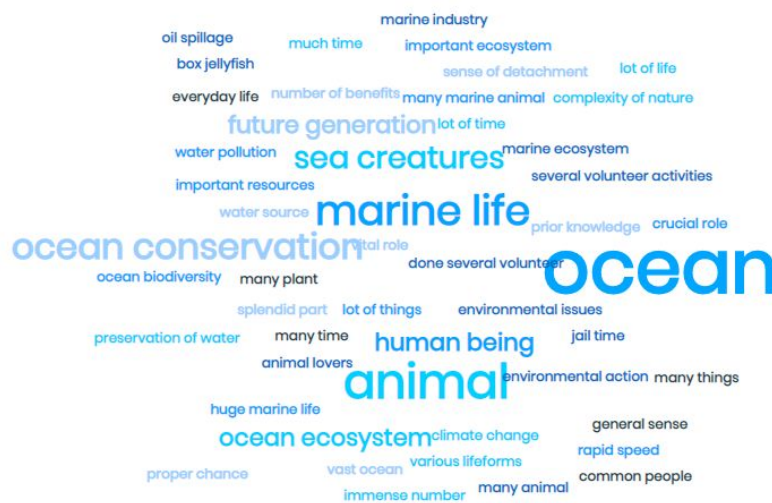 marine industry
oil spillage
much time
important ecosystem
box jellyfish
sense of detachment
lot of life
everyday life
number of benefits
many marine animal
complexity of nature
future generation
lot of time
water pollution
sea creatures
marine ecosystem
important resources
several volunteer activities
water source
marine life
prior knowledge
crucial role
ocean conservation
vital role
done several volunteer
ocean
ocean biodiversity
many plant
splendid part
lot of things
environmental issues
preservation of water
many time
human being
jail time
animal lovers
animal
environmental action
many things
huge marine life
general sense
ocean ecosystem
climate change
rapid speed
various lifeforms
proper chance
vast ocean
common people
immense number
many animal